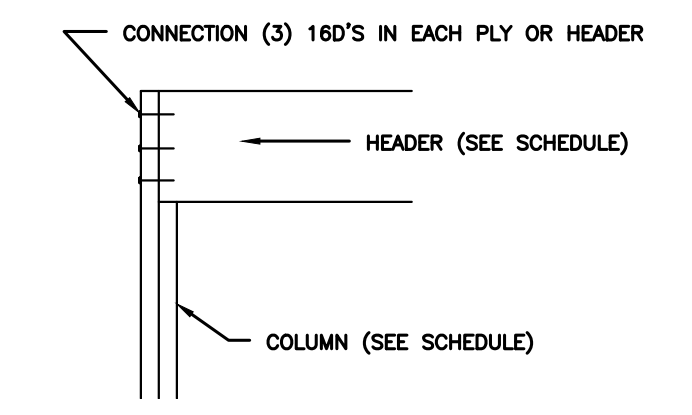 CONNECTION (3) 16D'S IN EACH PLY OR HEADER
HEADER (SEE SCHEDULE)
COLUMN (SEE SCHEDULE)